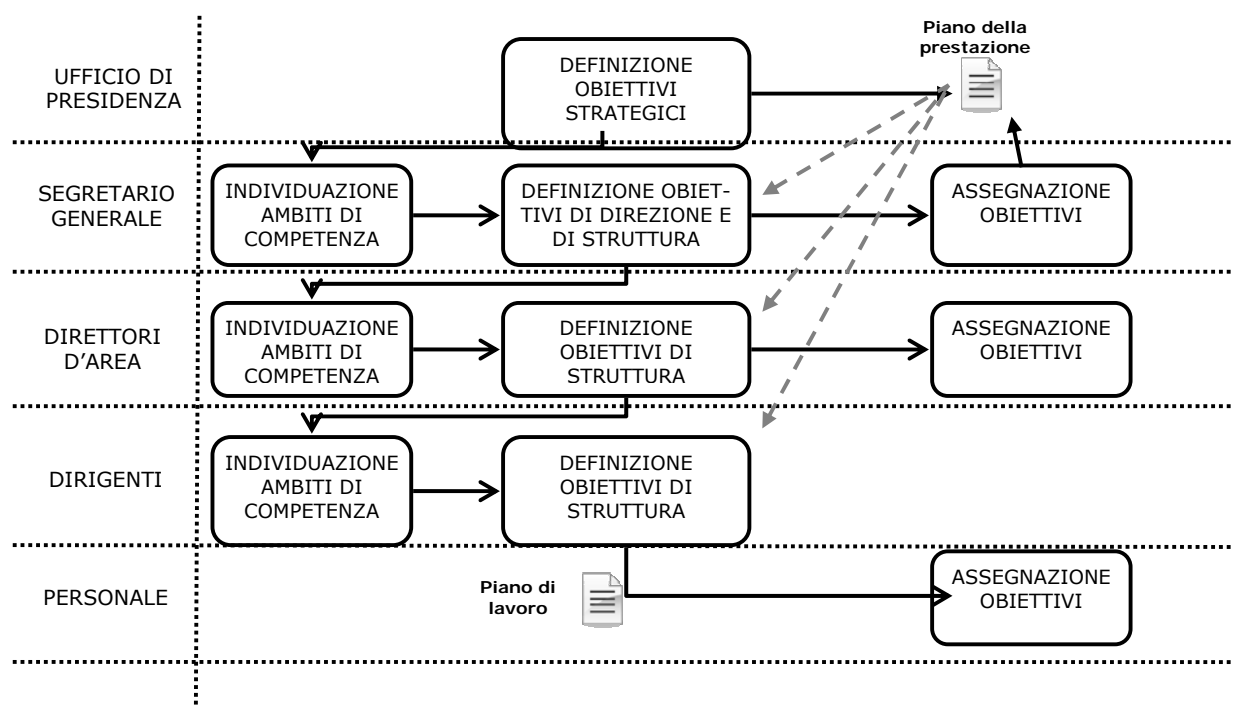 Piano della
prestazione
UFFICIO DI
PRESIDENZA
DEFINIZIONE
OBIETTIVI
STRATEGICI
SEGRETARIO
GENERALE
INDIVIDUAZIONE
AMBITI DI
COMPETENZA
DEFINIZIONE OBIET-
TIVI DI DIREZIONE E
DI STRUTTURA
ASSEGNAZIONE
OBIETTIVI
DIRETTORI
D'AREA
INDIVIDUAZIONE
AMBITI DI
COMPETENZA
DEFINIZIONE
OBIETTIVI DI
STRUTTURA
ASSEGNAZIONE
OBIETTIVI
DIRIGENTI
INDIVIDUAZIONE
AMBITI DI
COMPETENZA
DEFINIZIONE
OBIETTIVI DI
STRUTTURA
PERSONALE
Piano di
lavoro
ASSEGNAZIONE
OBIETTIVI